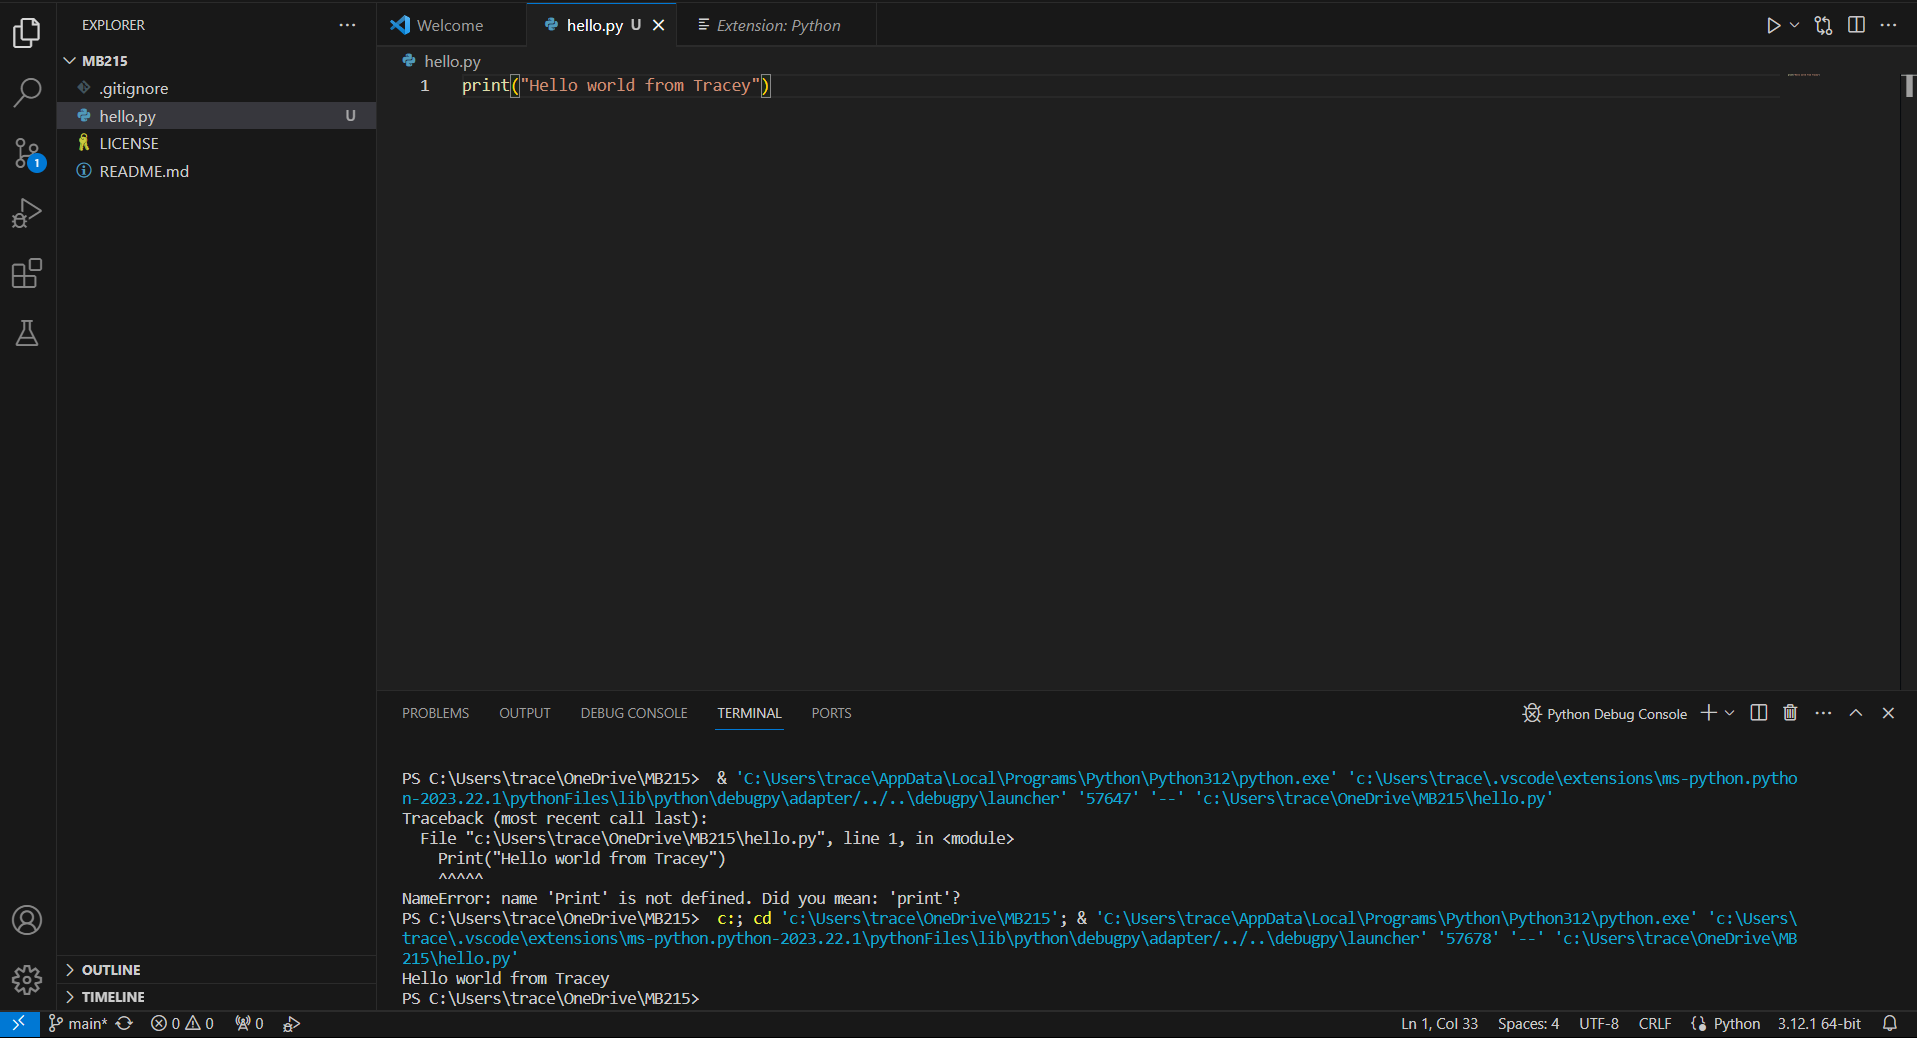 EXPLORER
MB215
.gitignore
hello.py U
LICENSE
README.md
OUTLINE
TIMELINE
Welcome
hello.py U
Extension: Python
hello.py
1 print("Hello world from Tracey")
PROBLEMS OUTPUT DEBUG CONSOLE TERMINAL PORTS
Python Debug Console
PS C:\Users\trace\OneDrive\MB215>  & 'C:\Users\trace\AppData\Local\Programs\Python\Python312\python.exe' 'c:\Users\trace\.vscode\extensions\ms-python.pytho
n-2023.22.1\pythonFiles\lib\python\debugpy\adapter/../..\debugpy\launcher' '57647' '--' 'c:\Users\trace\OneDrive\MB215\hello.py'
Traceback (most recent call last):
  File "c:\Users\trace\OneDrive\MB215\hello.py", line 1, in <module>
    Print("Hello world from Tracey")
    ^^^^^
NameError: name 'Print' is not defined. Did you mean: 'print'?
PS C:\Users\trace\OneDrive\MB215>  c:; cd 'c:\Users\trace\OneDrive\MB215'; & 'C:\Users\trace\AppData\Local\Programs\Python\Python312\python.exe' 'c:\Users\
trace\.vscode\extensions\ms-python.python-2023.22.1\pythonFiles\lib\python\debugpy\adapter/../..\debugpy\launcher' '57678' '--' 'c:\Users\trace\OneDrive\MB
215\hello.py'
Hello world from Tracey
PS C:\Users\trace\OneDrive\MB215>
1
main* 0 0 0 Ln 1, Col 33 Spaces: 4 UTF-8 CRLF Python 3.12.1 64-bit